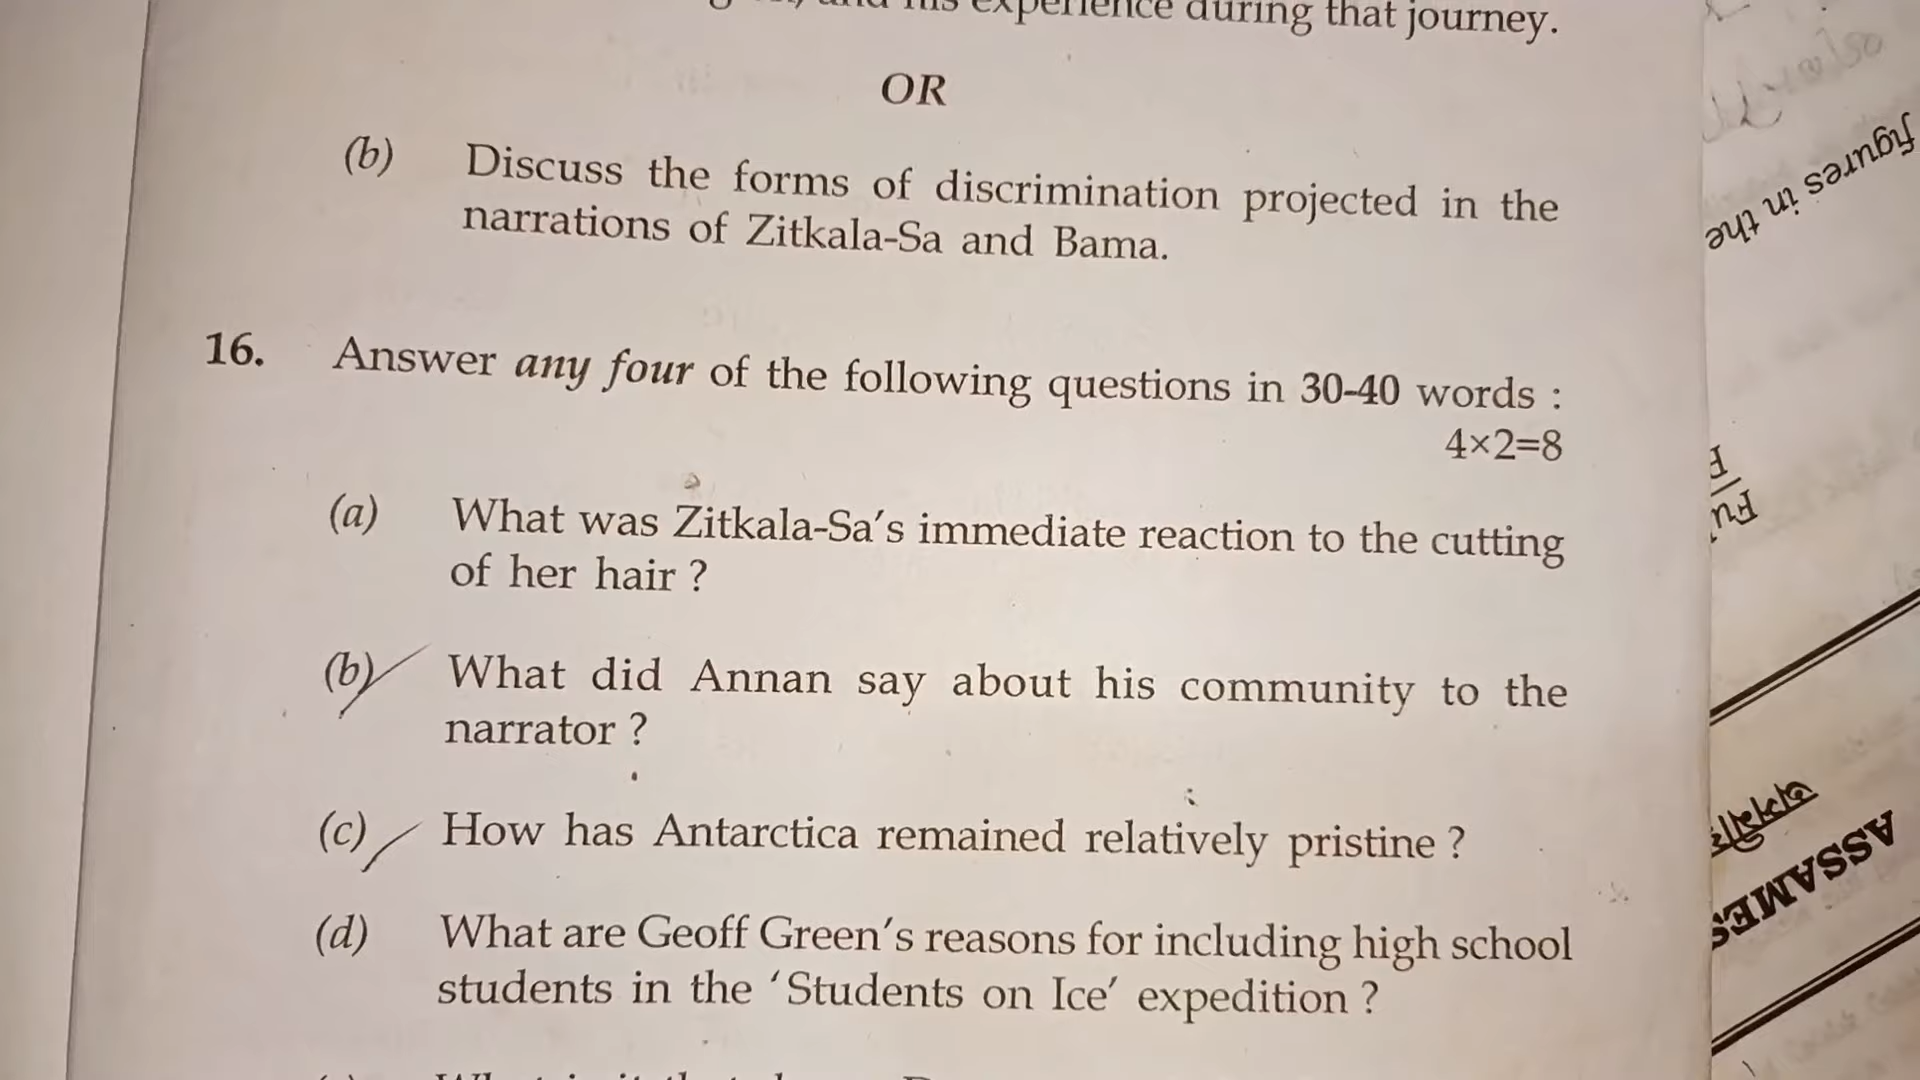 and his experience during that journey.
OR
(b) Discuss the forms of discrimination projected in the
narrations of Zitkala-Sa and Bama.
16. Answer any four of the following questions in 30-40 words :
4×2=8
(a) What was Zitkala-Sa's immediate reaction to the cutting
of her hair ?
(b) What did Annan say about his community to the
narrator ?
(c) How has Antarctica remained relatively pristine ?
(d) What are Geoff Green's reasons for including high school
students in the 'Students on Ice' expedition ?
figures in the
ASSAMES